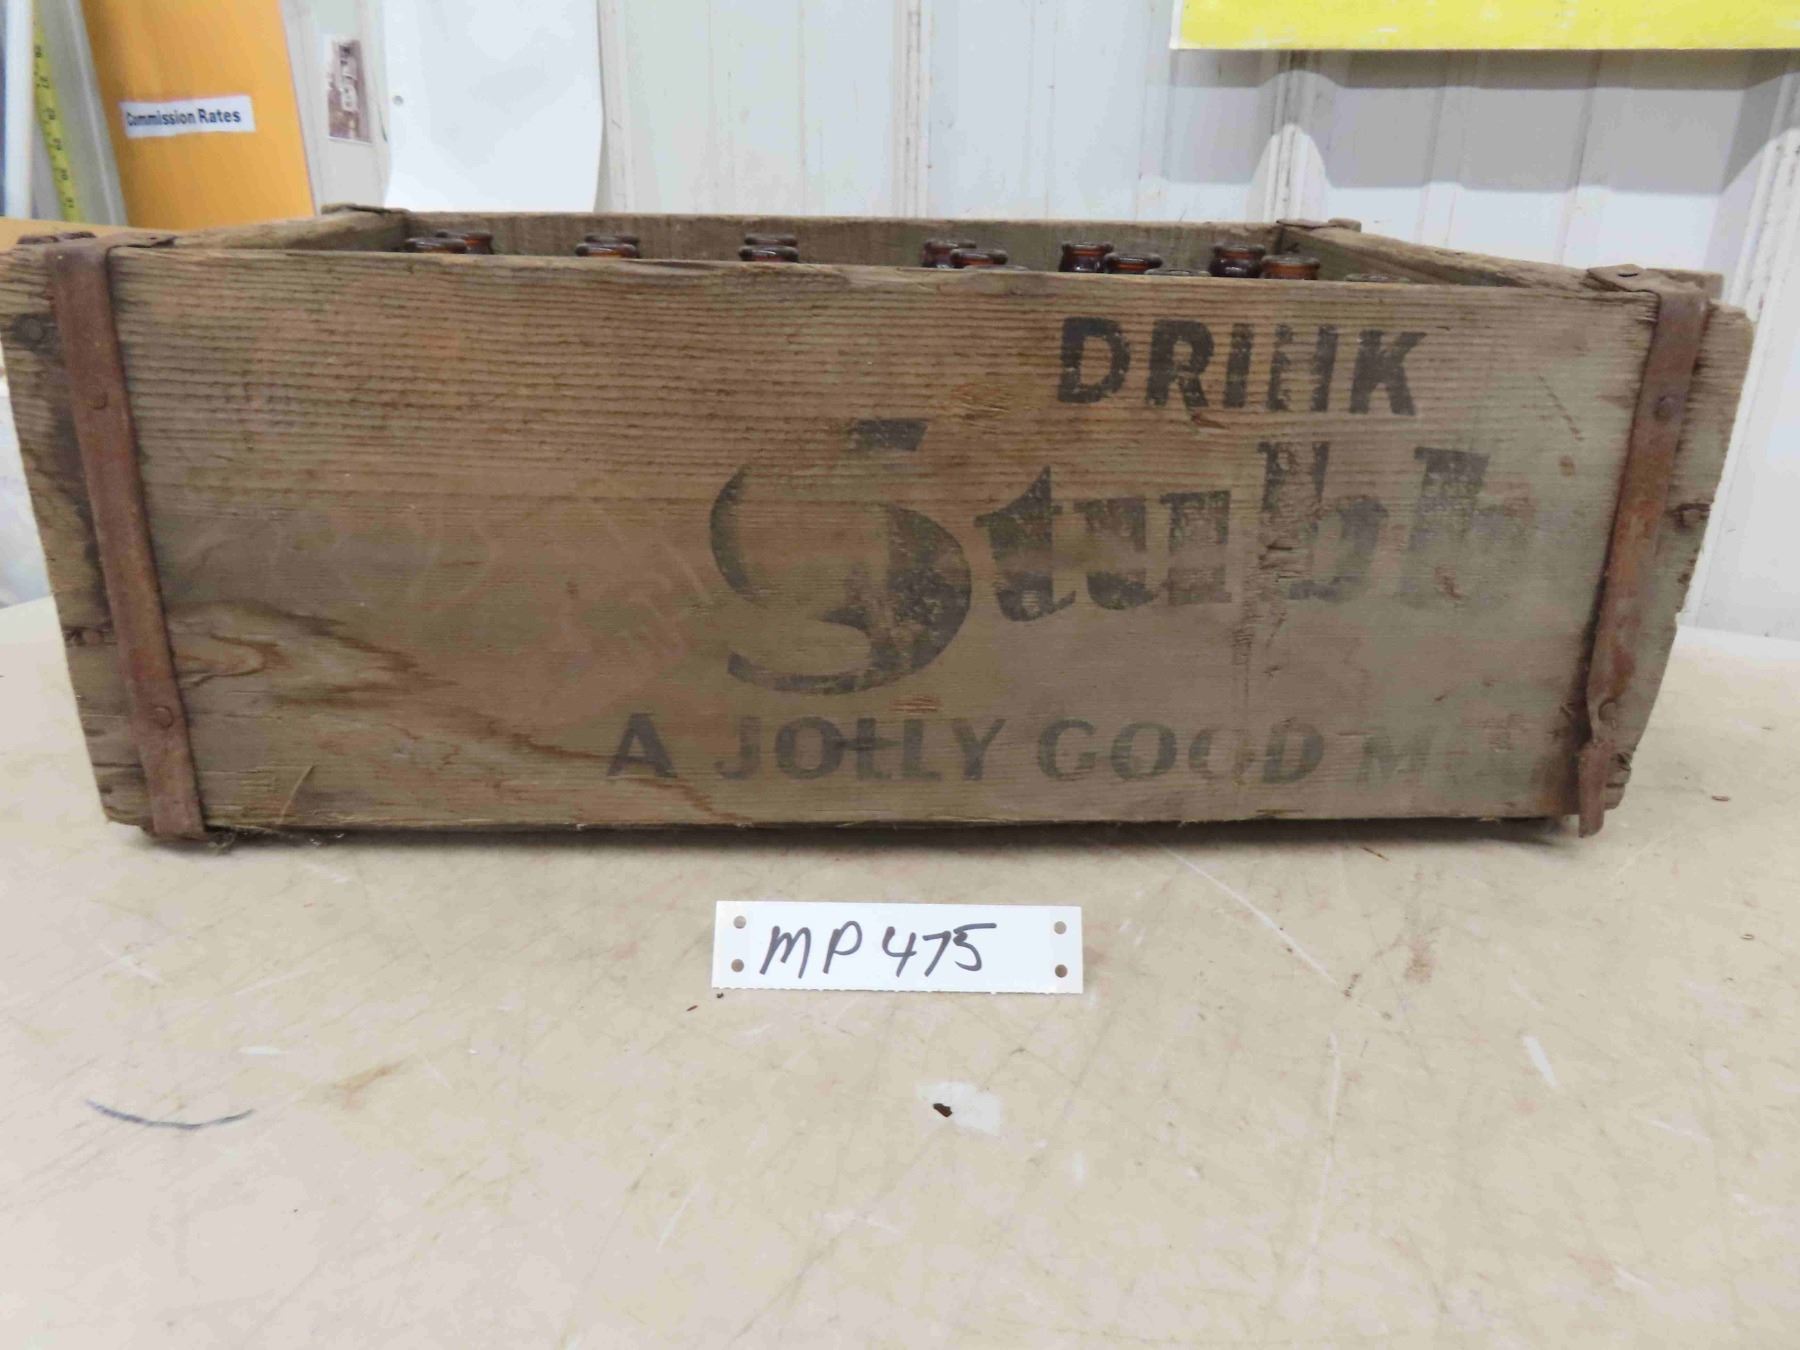 Commission Rates
DRINK
Stubb
A JOLLY GOOD
MP 475